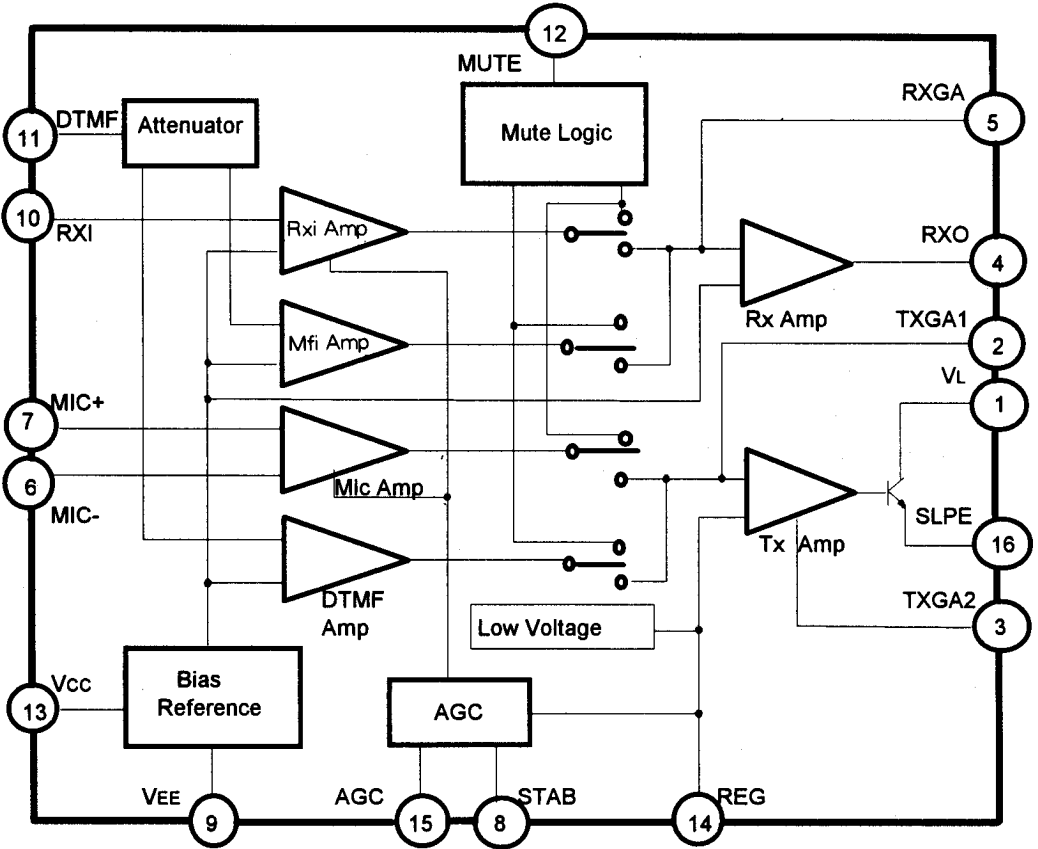 12
MUTE
RXGA
5
11
DTMF
Attenuator
Mute Logic
10
RXI
Rxi Amp
RXO
4
Rx Amp
TXGA1
2
Mfi Amp
VL
1
7
MIC+
6
MIC-
Mic Amp
SLPE
16
Tx Amp
DTMF
Amp
TXGA2
3
Low Voltage
13
Vcc
Bias
Reference
AGC
VEE
9
AGC
15
STAB
8
REG
14